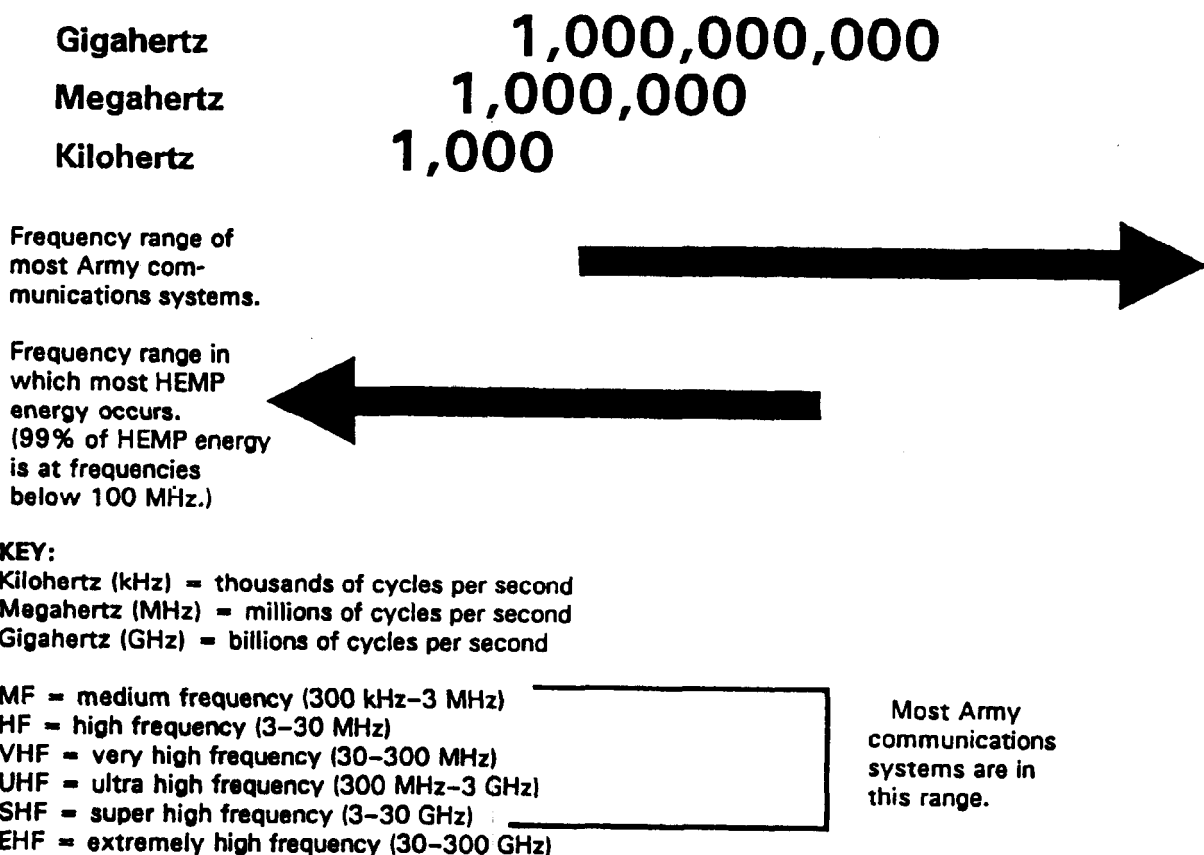 Gigahertz 1,000,000,000
Megahertz 1,000,000
Kilohertz 1,000
Frequency range of
most Army com-
munications systems.
Frequency range in
which most HEMP
energy occurs.
(99% of HEMP energy
is at frequencies
below 100 MHz.)
KEY:
Kilohertz (kHz) = thousands of cycles per second
Megahertz (MHz) = millions of cycles per second
Gigahertz (GHz) = billions of cycles per second
MF = medium frequency (300 kHz–3 MHz)
HF = high frequency (3–30 MHz)
VHF = very high frequency (30–300 MHz)
UHF = ultra high frequency (300 MHz–3 GHz)
SHF = super high frequency (3–30 GHz)
EHF = extremely high frequency (30–300 GHz)
Most Army
communications
systems are in
this range.